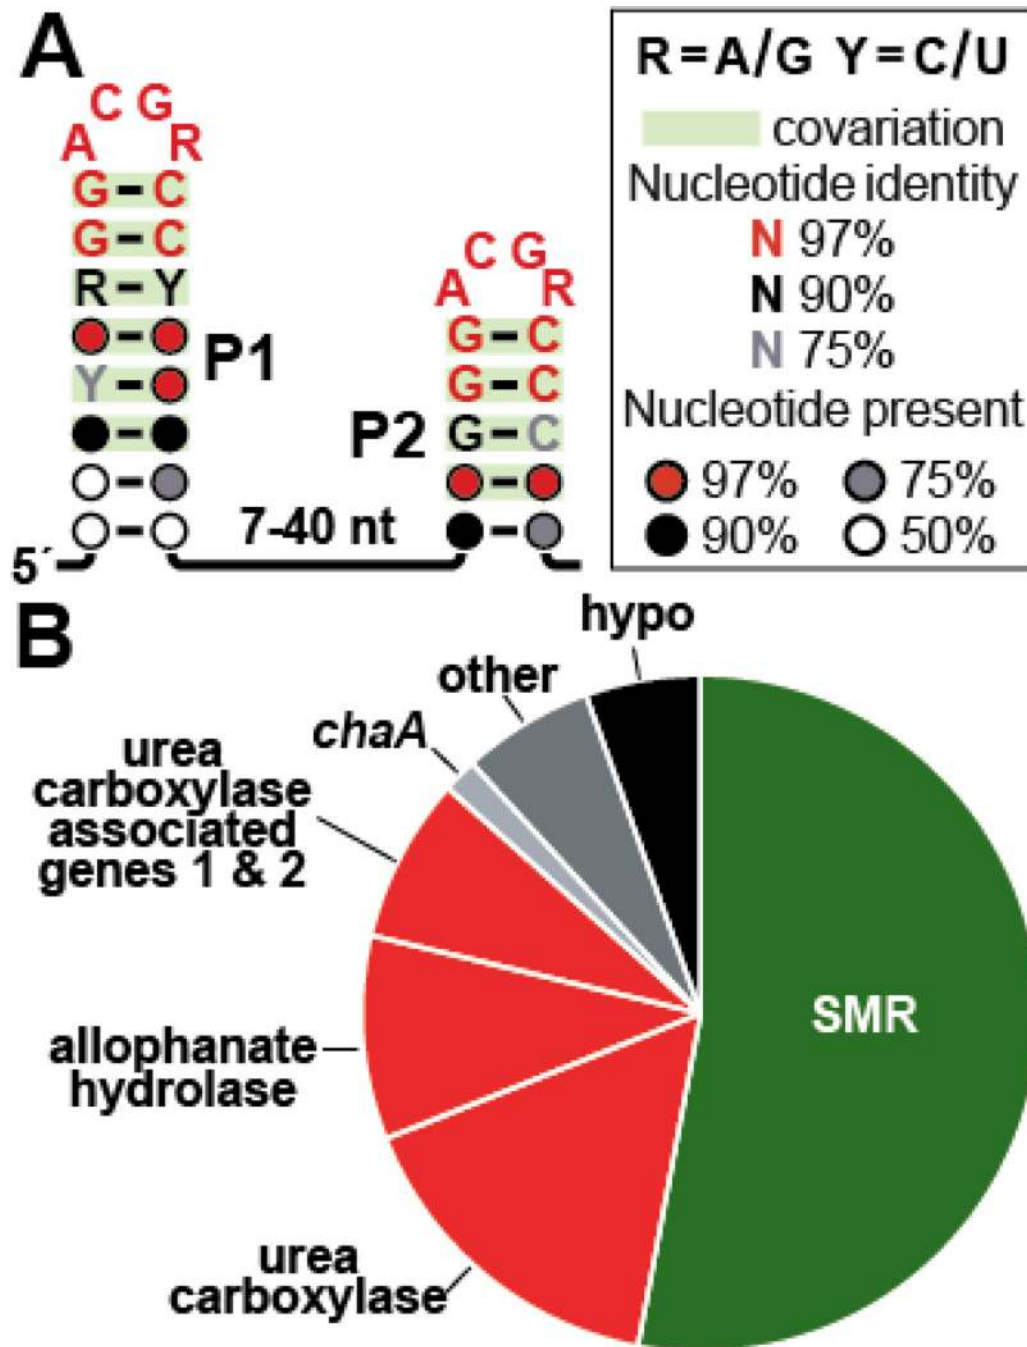 A
C G
A R
G-C
G-C
R-Y
P1
Y
5´
7-40 nt
C G
A R
G-C
G-C
P2 G-C
R=A/G Y=C/U
covariation
Nucleotide identity
N 97%
N 90%
N 75%
Nucleotide present
97% 75%
90% 50%
B
hypo
other
chaA
urea
carboxylase
associated
genes 1 & 2
allophanate
hydrolase
urea
carboxylase
SMR